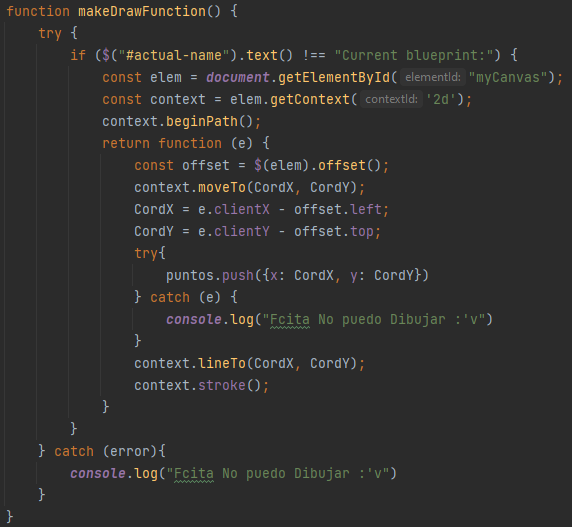 function makeDrawFunction() {
try {
if ($("#actual-name").text() !== "Current blueprint:") {
const elem = document.getElementById( elementId: "myCanvas");
const context = elem.getContext( contextId: '2d');
context.beginPath();
return function (e) {
const offset = $(elem).offset();
context.moveTo(CordX, CordY);
CordX = e.clientX - offset.left;
CordY = e.clientY - offset.top;
try{
puntos.push({x: CordX, y: CordY})
} catch (e) {
console.log("Fcita No puedo Dibujar :'v")
}
context.lineTo(CordX, CordY);
context.stroke();
}
}
} catch (error){
console.log("Fcita No puedo Dibujar :'v")
}
}